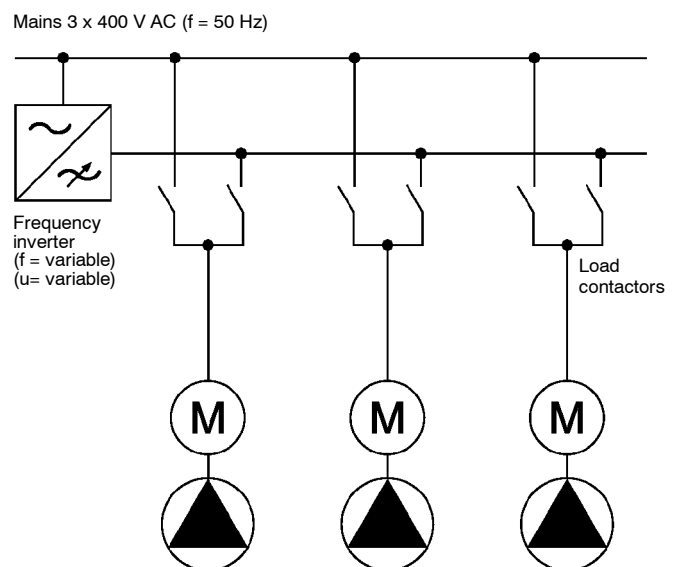 Mains 3 x 400 V AC (f = 50 Hz)
Frequency
inverter
(f = variable)
(u= variable)
Load
contactors
M
M
M